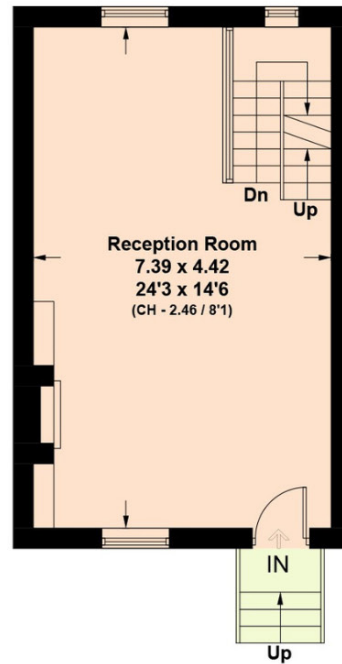 Dn
Up
Reception Room
7.39 x 4.42
24'3 x 14'6
(CH - 2.46 / 8'1)
IN
Up